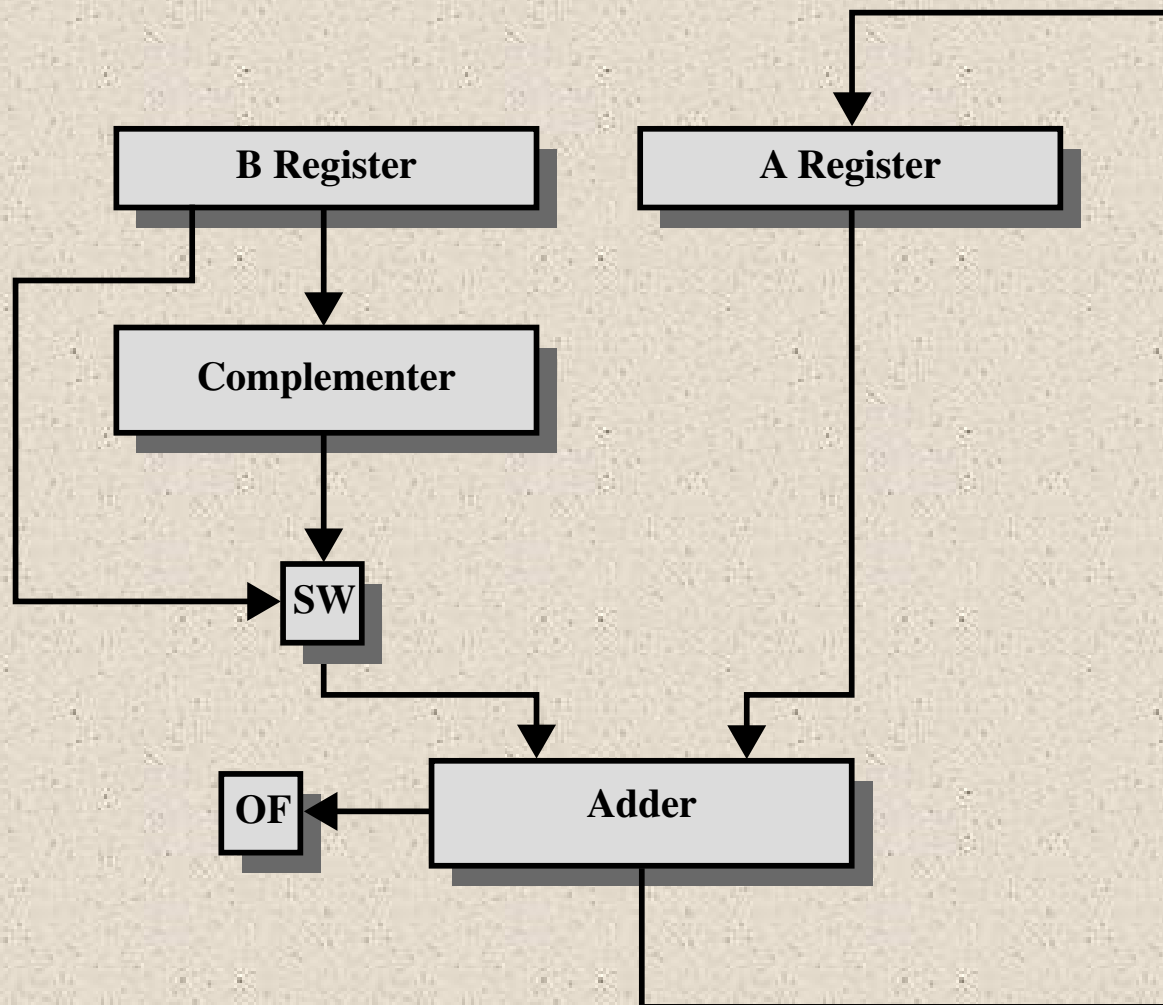 B Register
A Register
Complementer
SW
Adder
OF